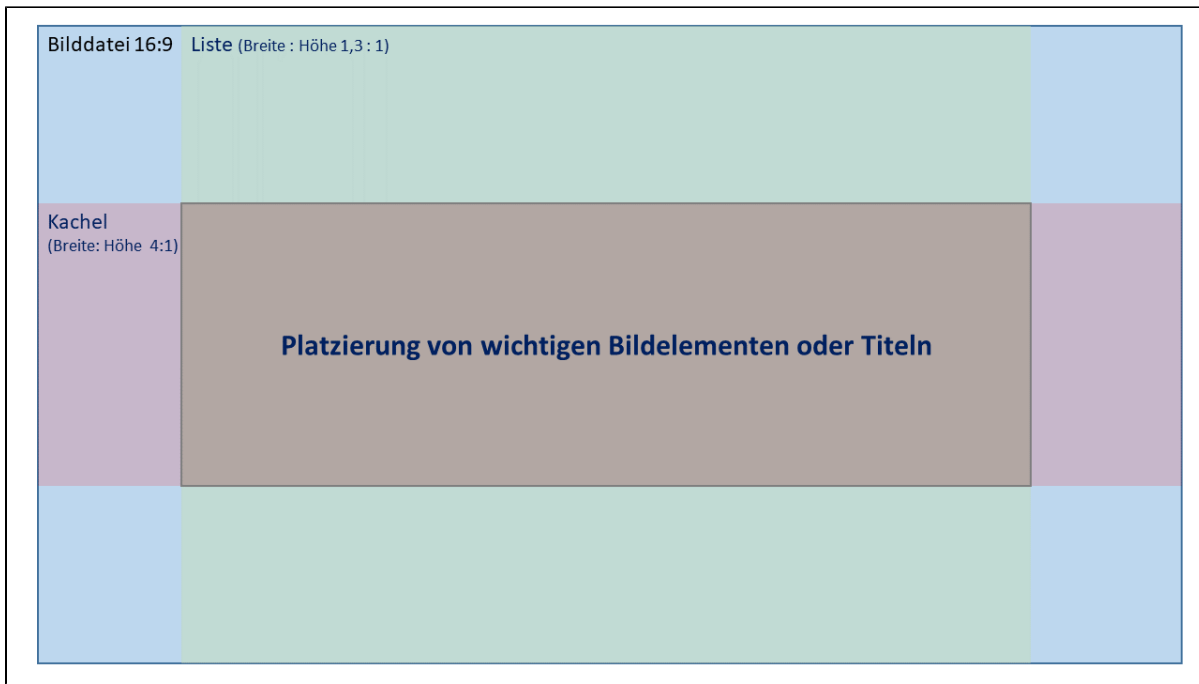 Bilddatei 16:9
Liste (Breite : Höhe 1,3 : 1)
Kachel
(Breite: Höhe 4:1)
Platzierung von wichtigen Bildelementen oder Titeln